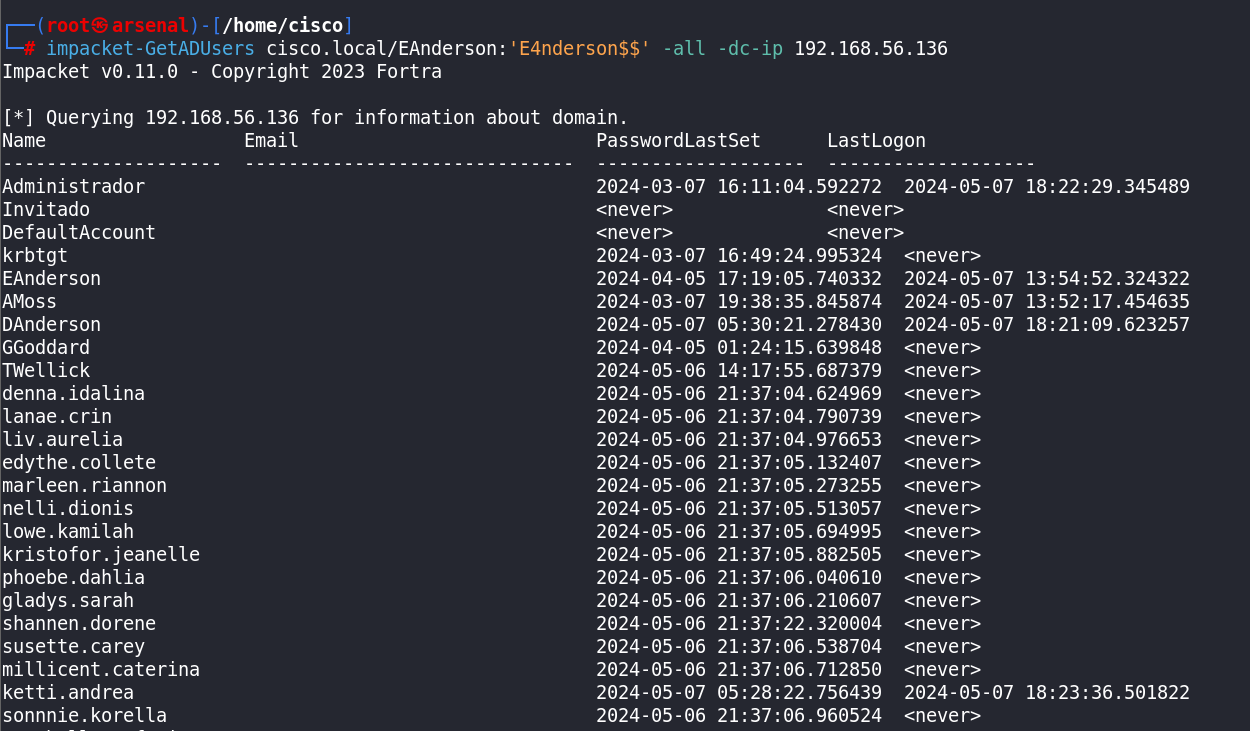 ┌──(root㉿arsenal)-[/home/cisco]
└─# impacket-GetADUsers cisco.local/EAnderson:'E4nderson$$' -all -dc-ip 192.168.56.136
Impacket v0.11.0 - Copyright 2023 Fortra
[*] Querying 192.168.56.136 for information about domain.
Name                  Email                           PasswordLastSet      LastLogon
--------------------  ------------------------------  -------------------  -------------------
Administrador                                         2024-03-07 16:11:04.592272  2024-05-07 18:22:29.345489
Invitado                                              <never>              <never>
DefaultAccount                                        <never>              <never>
krbtgt                                                2024-03-07 16:49:24.995324  <never>
EAnderson                                             2024-04-05 17:19:05.740332  2024-05-07 13:54:52.324322
AMoss                                                 2024-03-07 19:38:35.845874  2024-05-07 13:52:17.454635
DAnderson                                             2024-05-07 05:30:21.278430  2024-05-07 18:21:09.623257
GGoddard                                              2024-04-05 01:24:15.639848  <never>
TWellick                                              2024-05-06 14:17:55.687379  <never>
denna.idalina                                         2024-05-06 21:37:04.624969  <never>
lanae.crin                                            2024-05-06 21:37:04.790739  <never>
liv.aurelia                                           2024-05-06 21:37:04.976653  <never>
edythe.collete                                        2024-05-06 21:37:05.132407  <never>
marleen.riannon                                       2024-05-06 21:37:05.273255  <never>
nelli.dionis                                          2024-05-06 21:37:05.513057  <never>
lowe.kamilah                                          2024-05-06 21:37:05.694995  <never>
kristofor.jeanelle                                    2024-05-06 21:37:05.882505  <never>
phoebe.dahlia                                         2024-05-06 21:37:06.040610  <never>
gladys.sarah                                          2024-05-06 21:37:06.210607  <never>
shannen.dorene                                        2024-05-06 21:37:22.320004  <never>
susette.carey                                         2024-05-06 21:37:06.538704  <never>
millicent.caterina                                    2024-05-06 21:37:06.712850  <never>
ketti.andrea                                          2024-05-07 05:28:22.756439  2024-05-07 18:23:36.501822
sonnnie.korella                                       2024-05-06 21:37:06.960524  <never>